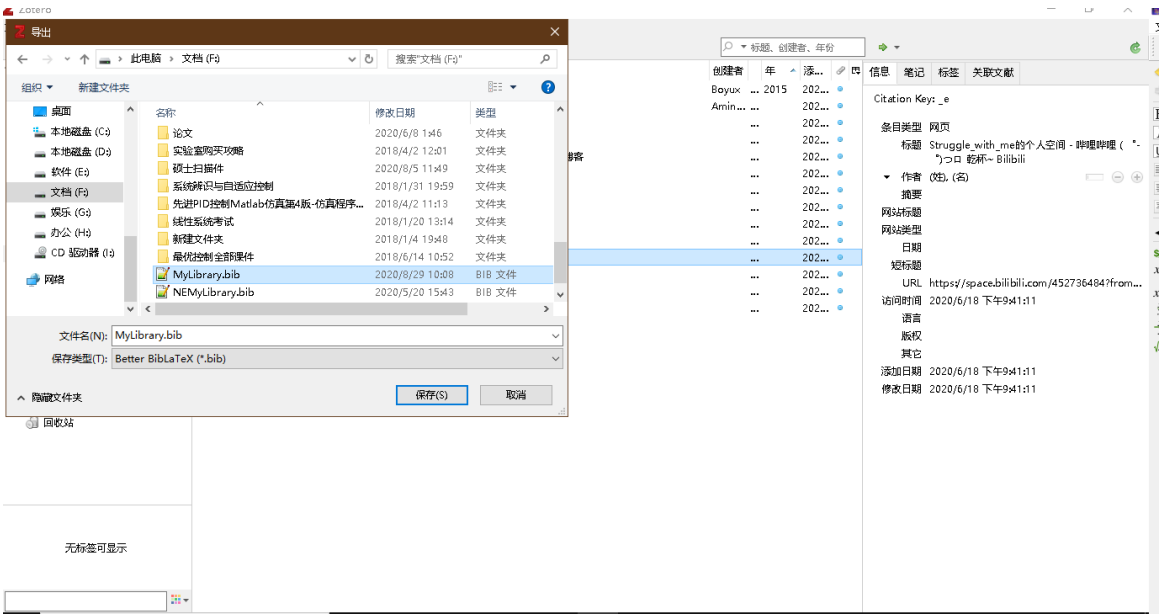 Zotero
导出
此电脑 › 文档 (F:)
搜索"文档 (F:)"
组织
新建文件夹
桌面
本地磁盘 (C:)
本地磁盘 (D:)
软件 (E:)
文档 (F:)
娱乐 (G:)
办公 (H:)
CD 驱动器 (I:)
网络
名称 修改日期 类型
论文 2020/6/8 1:46 文件夹
实验室购买攻略 2018/4/2 12:01 文件夹
硕士扫描件 2020/8/5 11:49 文件夹
系统辨识与自适应控制 2018/1/31 19:59 文件夹
先进PID控制Matlab仿真第4版-仿真程序... 2018/4/2 11:13 文件夹
线性系统考试 2018/1/20 13:14 文件夹
新建文件夹 2018/1/4 19:48 文件夹
最优控制全部课件 2018/6/14 10:52 文件夹
MyLibrary.bib 2020/8/29 10:08 BIB 文件
NEMyLibrary.bib 2020/5/20 15:43 BIB 文件
文件名(N): MyLibrary.bib
保存类型(T): Better BibLaTeX (*.bib)
隐藏文件夹
保存(S)
取消
回收站
无标签可显示
标题、创建者、年份
创建者 年 添...
Boyux ... 2015 202...
Amin... ... 202...
... 202...
... 202...
博客 ... 202...
... 202...
... 202...
... 202...
... 202...
... 202...
... 202...
... 202...
... 202...
... 202...
信息 笔记 标签 关联文献
Citation Key: _e
条目类型 网页
标题 Struggle_with_me的个人空间 - 哔哩哔哩 ( ゜-
゜)つロ 乾杯~ Bilibili
作者 (姓), (名)
摘要
网站标题
网站类型
日期
短标题
URL https://space.bilibili.com/452736484?from...
访问时间 2020/6/18 下午9:41:11
语言
版权
其它
添加日期 2020/6/18 下午9:41:11
修改日期 2020/6/18 下午9:41:11